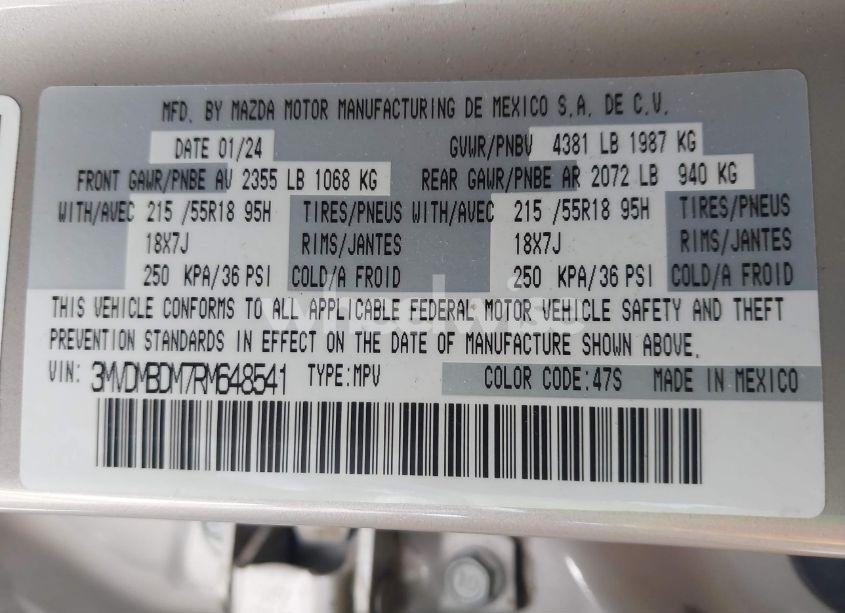 MFD. BY MAZDA MOTOR MANUFACTURING DE MEXICO S.A. DE C.V.
DATE 01/24 GVWR/PNBV 4381 LB 1987 KG
FRONT GAWR/PNBE AV 2355 LB 1068 KG REAR GAWR/PNBE AR 2072 LB 940 KG
WITH/AVEC 215 /55R18 95H TIRES/PNEUS WITH/AVEC 215 /55R18 95H TIRES/PNEUS
18X7J RIMS/JANTES 18X7J RIMS/JANTES
250 KPA/36 PSI COLD/A FROID 250 KPA/36 PSI COLD/A FROID
THIS VEHICLE CONFORMS TO ALL APPLICABLE FEDERAL MOTOR VEHICLE SAFETY AND THEFT
PREVENTION STANDARDS IN EFFECT ON THE DATE OF MANUFACTURE SHOWN ABOVE.
VIN: 3MVDMBDM7RM648541 TYPE:MPV COLOR CODE:47S MADE IN MEXICO